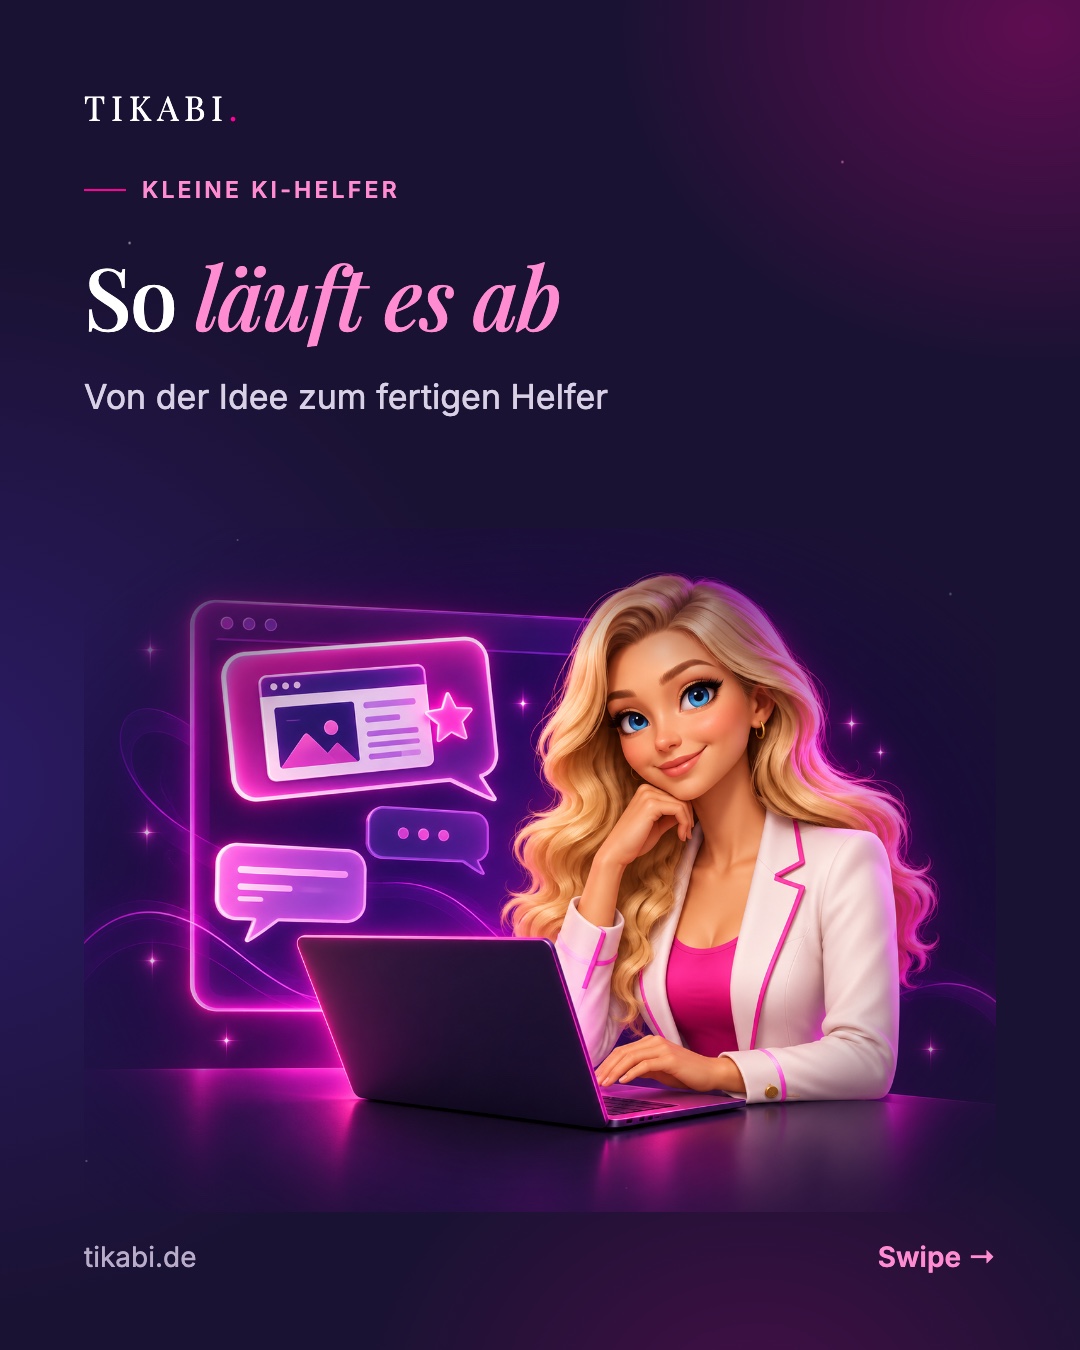 TIKABI.
KLEINE KI-HELFER
So läuft es ab
Von der Idee zum fertigen Helfer
tikabi.de
Swipe →